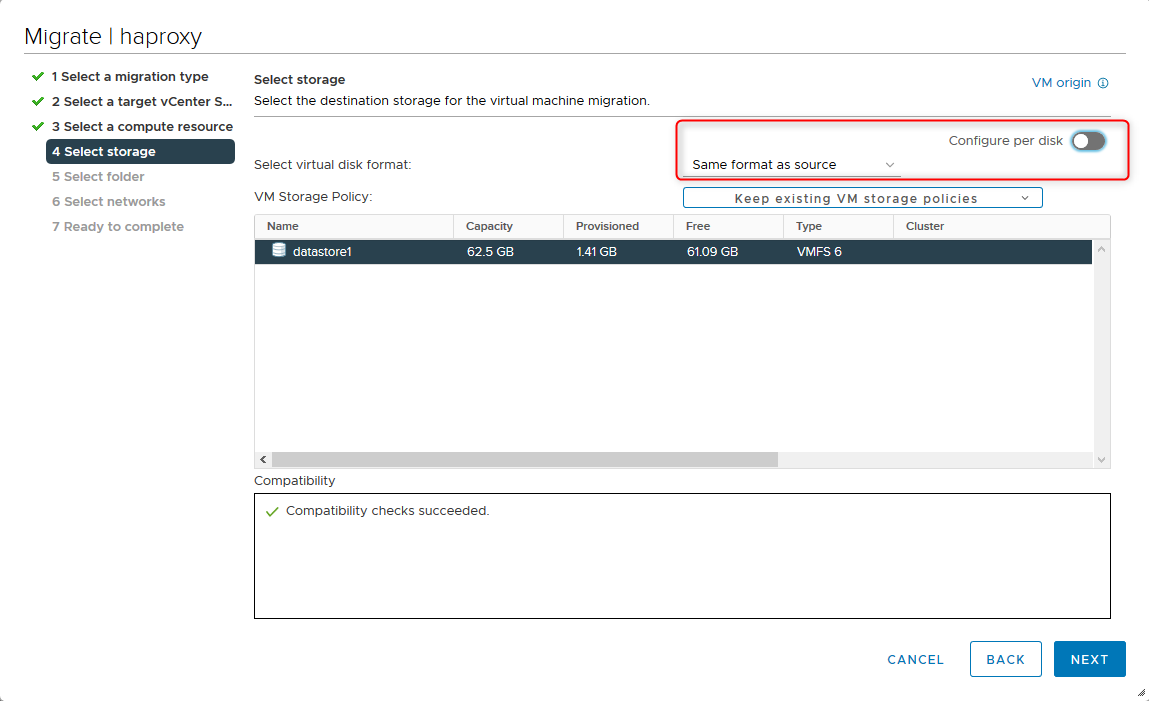 Migrate | haproxy
1 Select a migration type
2 Select a target vCenter S...
3 Select a compute resource
4 Select storage
5 Select folder
6 Select networks
7 Ready to complete
Select storage
VM origin
Select the destination storage for the virtual machine migration.
Configure per disk
Select virtual disk format:
Same format as source
VM Storage Policy:
Keep existing VM storage policies
Name Capacity Provisioned Free Type Cluster
datastore1 62.5 GB 1.41 GB 61.09 GB VMFS 6
Compatibility
Compatibility checks succeeded.
CANCEL BACK NEXT